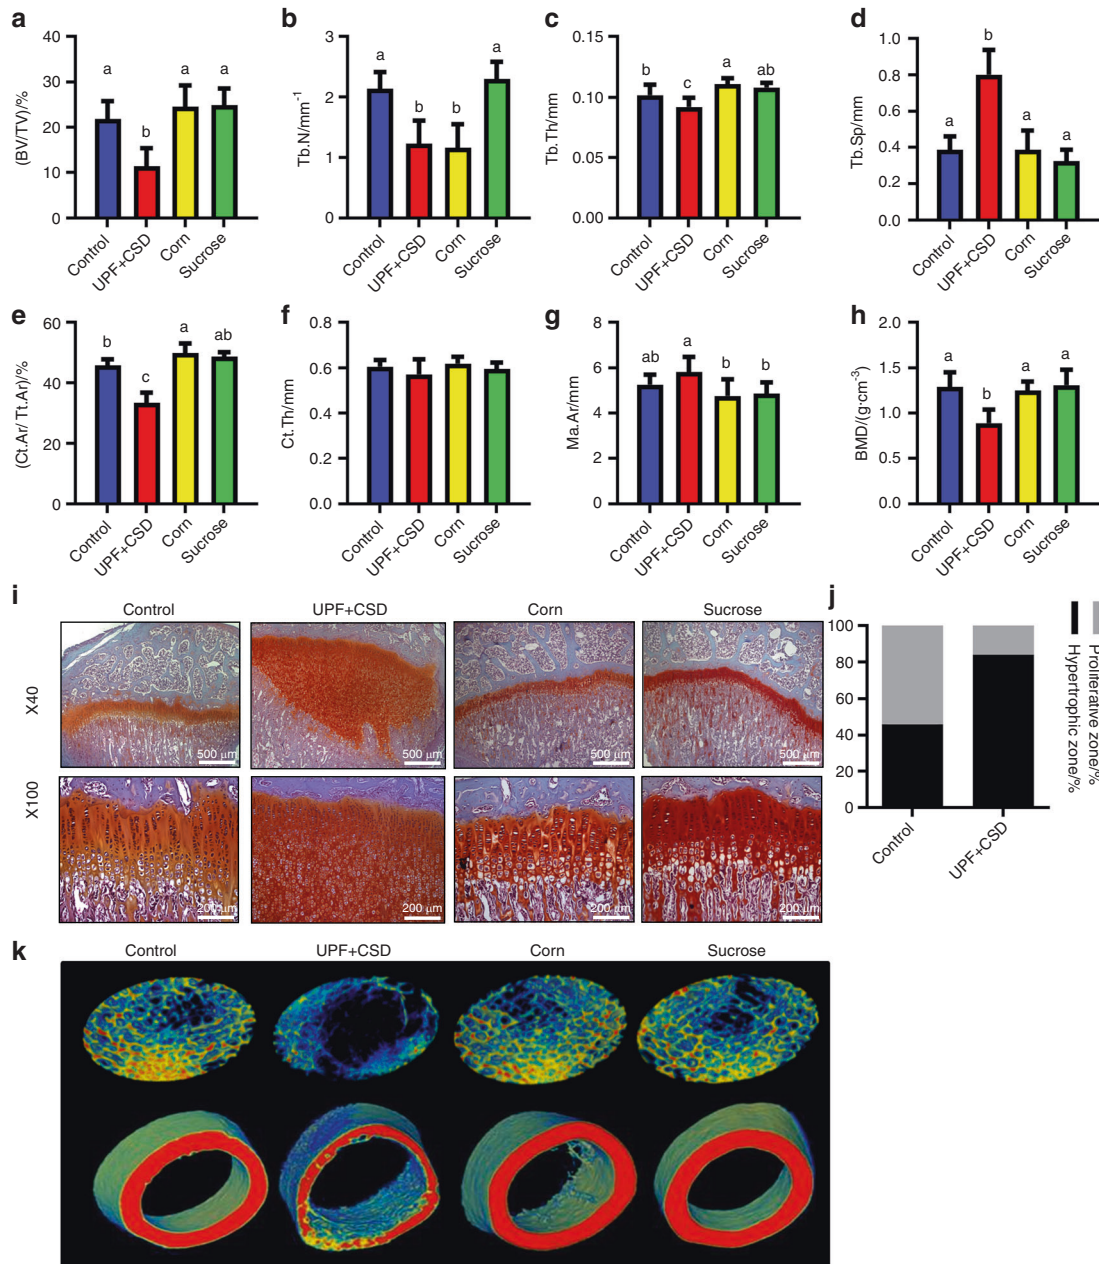 a
(BV/TV)/%
40
30
20
10
0
a
b
a
a
Control
UPF+CSD
Corn
Sucrose
b
Tb.N/mm-1
3
2
1
0
a
b
b
a
Control
UPF+CSD
Corn
Sucrose
c
Tb.Th/mm
0.15
0.10
0.05
0.00
b
c
a
ab
Control
UPF+CSD
Corn
Sucrose
d
Tb.Sp/mm
1.0
0.8
0.6
0.4
0.2
0.0
a
b
a
a
Control
UPF+CSD
Corn
Sucrose
e
(Ct.Ar/ Tt.Ar)/%
60
40
20
0
b
c
a
ab
Control
UPF+CSD
Corn
Sucrose
f
Ct.Th/mm
0.8
0.6
0.4
0.2
0.0
Control
UPF+CSD
Corn
Sucrose
g
Ma.Ar/mm
8
6
4
2
0
ab
a
b
b
Control
UPF+CSD
Corn
Sucrose
h
BMD/(g·cm-3)
2.0
1.5
1.0
0.5
0.0
a
b
a
a
Control
UPF+CSD
Corn
Sucrose
i
Control
UPF+CSD
Corn
Sucrose
X40
500 µm
500 µm
500 µm
500 µm
X100
200 µm
200 µm
200 µm
200 µm
j
100
80
60
40
20
0
Control
UPF+CSD
Proliferative zone/%
Hypertrophic zone/%
k
Control
UPF+CSD
Corn
Sucrose